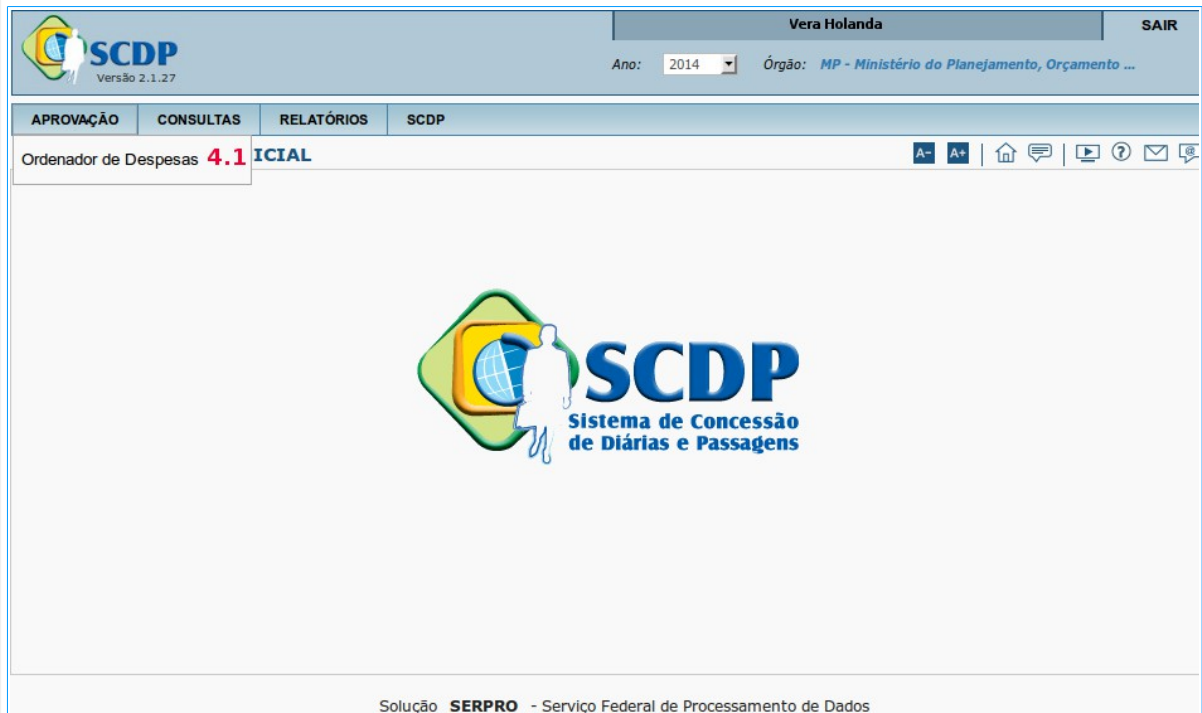 Vera Holanda
SAIR
SCDP
Versão 2.1.27
Ano: 2014 Órgão: MP - Ministério do Planejamento, Orçamento ...
APROVAÇÃO CONSULTAS RELATÓRIOS SCDP
Ordenador de Despesas 4.1 ICIAL
A- A+
SCDP
Sistema de Concessão
de Diárias e Passagens
Solução SERPRO - Serviço Federal de Processamento de Dados